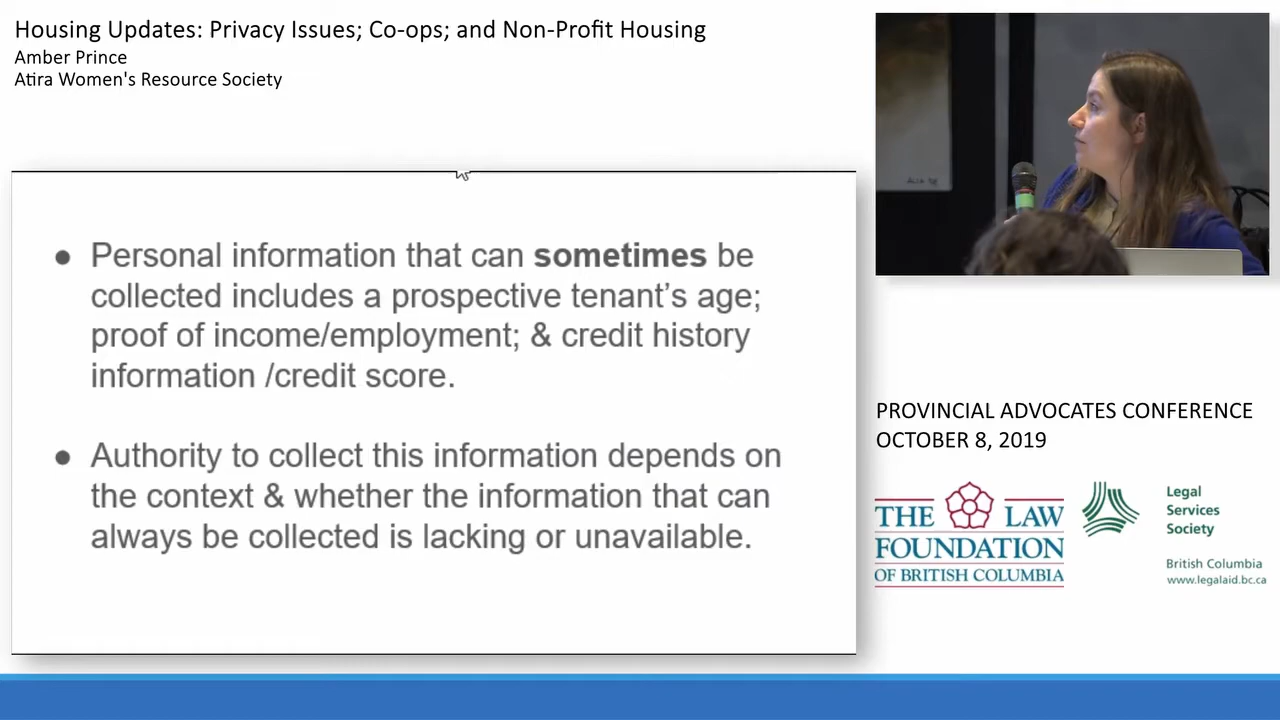 Housing Updates: Privacy Issues; Co-ops; and Non-Profit Housing
Amber Prince
Atira Women's Resource Society
● Personal information that can sometimes be
collected includes a prospective tenant’s age;
proof of income/employment; & credit history
information /credit score.
● Authority to collect this information depends on
the context & whether the information that can
always be collected is lacking or unavailable.
PROVINCIAL ADVOCATES CONFERENCE
OCTOBER 8, 2019
THE LAW
FOUNDATION
OF BRITISH COLUMBIA
Legal
Services
Society
British Columbia
www.legalaid.bc.ca